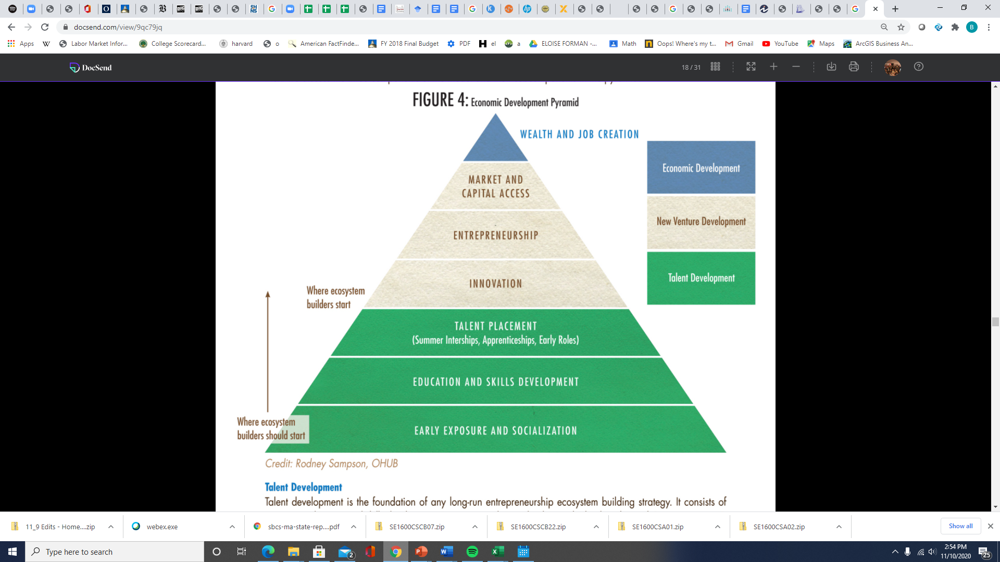 docsend.com/view/9qc79jq
B
Apps
W
Labor Market Infor...
College Scorecard...
harvard
o
American FactFinde...
FY 2018 Final Budget
PDF
el
a
ELOISE FORMAN -...
Math
Oops! Where's my t...
Gmail
YouTube
Maps
ArcGIS Business An...
DocSend
18 / 31
FIGURE 4: Economic Development Pyramid
WEALTH AND JOB CREATION
MARKET AND
CAPITAL ACCESS
ENTREPRENEURSHIP
INNOVATION
Economic Development
New Venture Development
Talent Development
Where ecosystem
builders start
TALENT PLACEMENT
(Summer Interships, Apprenticeships, Early Roles)
EDUCATION AND SKILLS DEVELOPMENT
Where ecosystem
builders should start
EARLY EXPOSURE AND SOCIALIZATION
Credit: Rodney Sampson, OHUB
Talent Development
Talent development is the foundation of any long-run entrepreneurship ecosystem building strategy. It consists of
11_9 Edits - Home....zip
webex.exe
sbcs-ma-state-rep....pdf
SE1600CSCB07.zip
SE1600CSCB22.zip
SE1600CSA01.zip
SE1600CSA02.zip
Show all
Type here to search
2
2:54 PM
11/10/2020
25